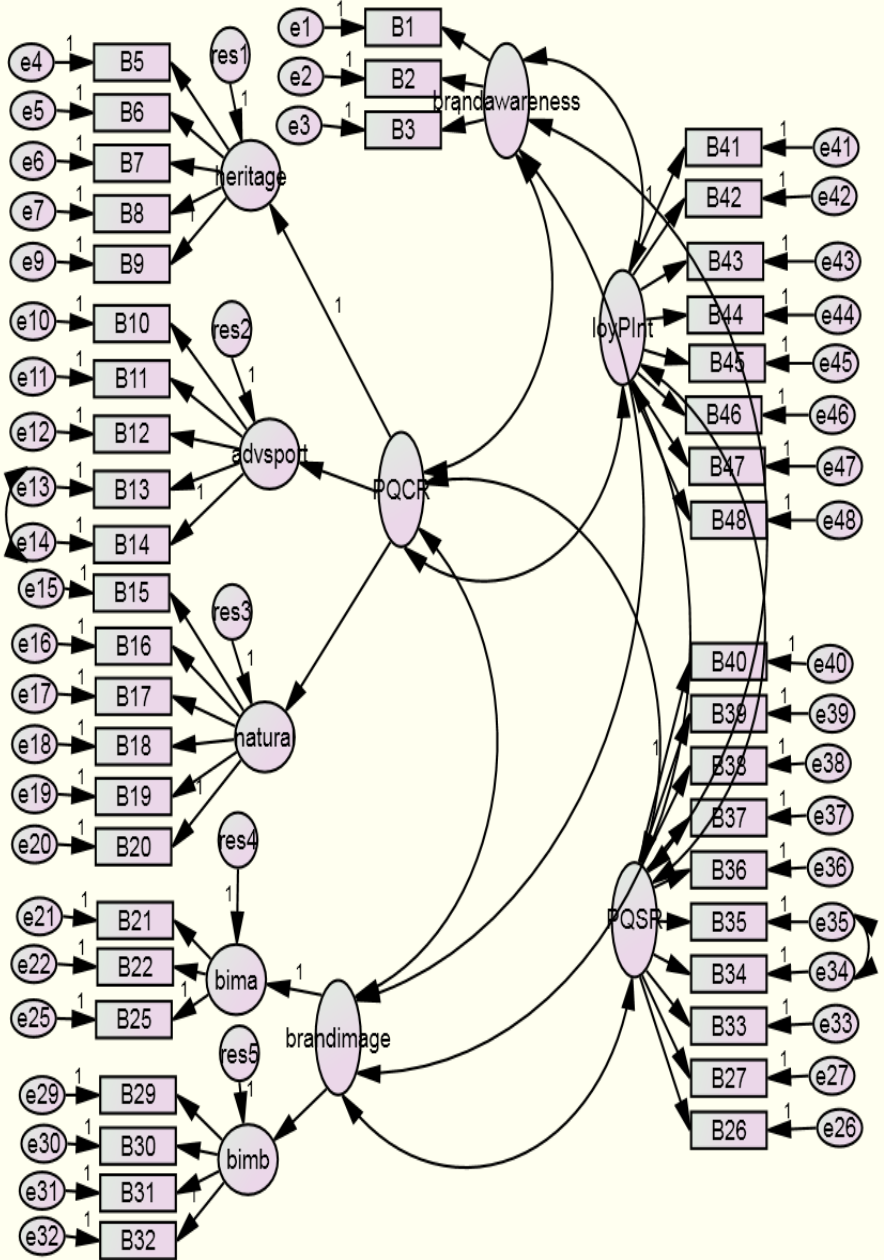 e1 1 B1
e2 1 B2
e3 1 B3
brandawareness
e4 1 B5
e5 1 B6
e6 1 B7
e7 1 B8
e9 1 B9
res1
1
heritage
1
1
e10 1 B10
e11 1 B11
e12 1 B12
e13 1 B13
e14 1 B14
res2
1
advsport
1
PQCR
e15 1 B15
e16 1 B16
e17 1 B17
e18 1 B18
e19 1 B19
e20 1 B20
res3
1
natural
1
e21 1 B21
e22 1 B22
e25 1 B25
res4
1
bima
1
1
brandimage
e29 1 B29
e30 1 B30
e31 1 B31
e32 1 B32
res5
1
bimb
1
B41 1 e41
B42 1 e42
B43 1 e43
B44 1 e44
B45 1 e45
B46 1 e46
B47 1 e47
B48 1 e48
1
loyPInt
B40 1 e40
B39 1 e39
B38 1 e38
B37 1 e37
B36 1 e36
B35 1 e35
B34 1 e34
B33 1 e33
B27 1 e27
B26 1 e26
1
PQSR